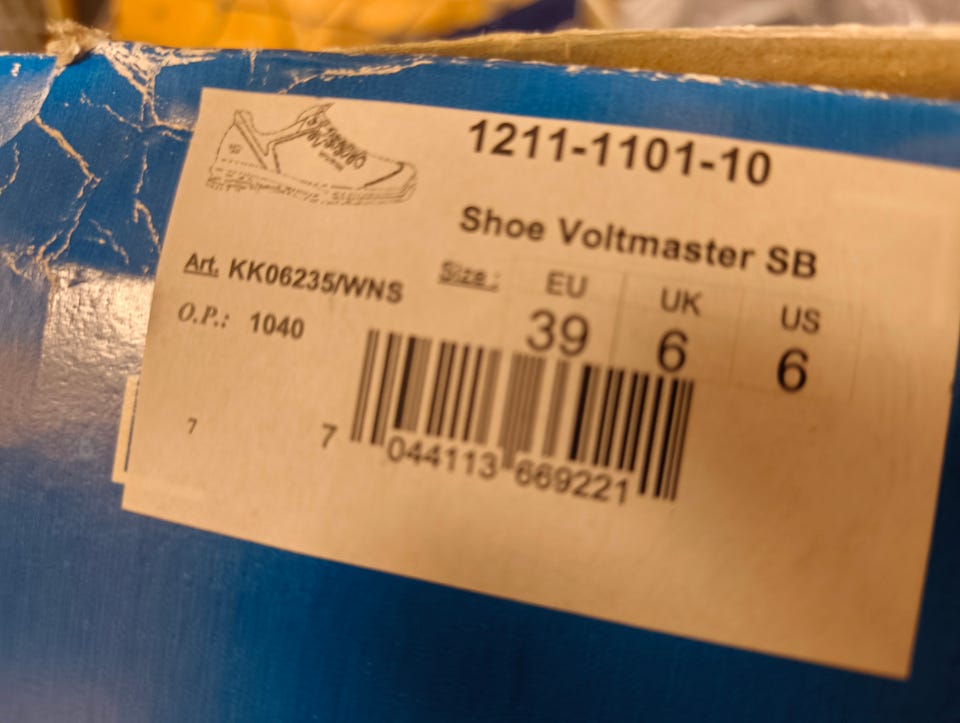 1211-1101-10
Shoe Voltmaster SB
Art. KK06235/WNS
Size : EU UK US
39 6 6
O.P.: 1040
7
7 044113 669221